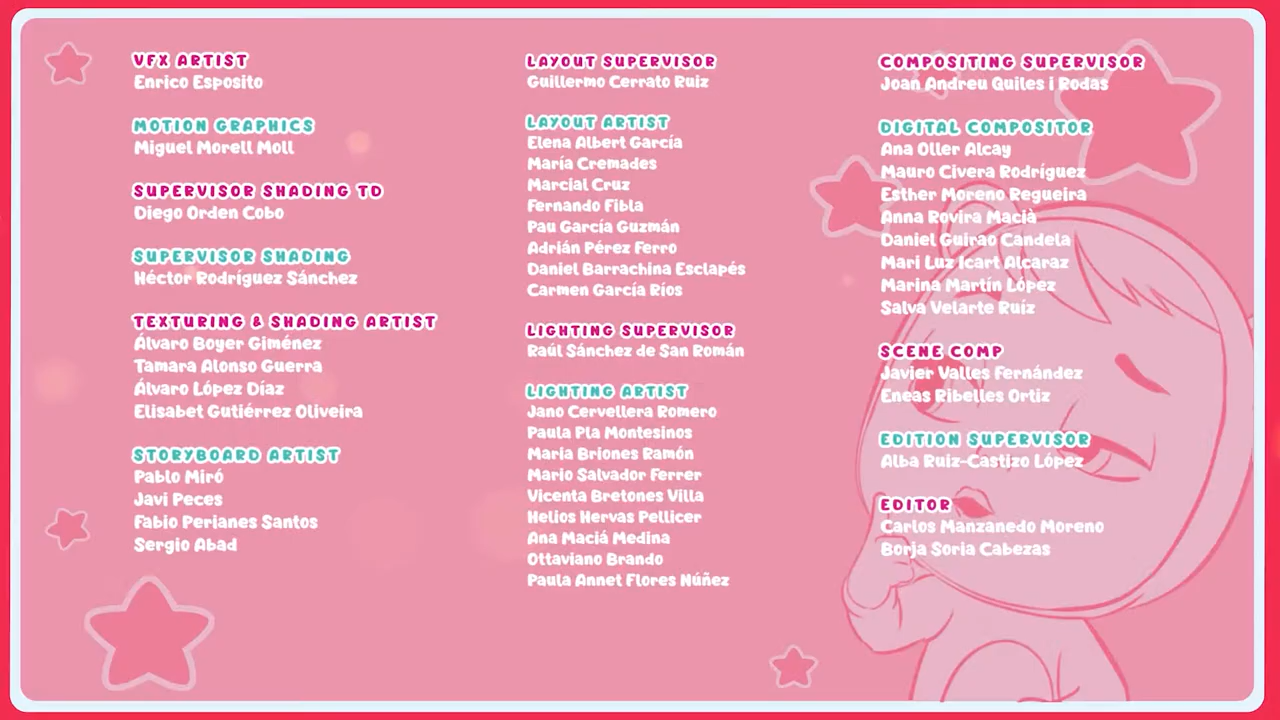 VFX ARTIST
Enrico Esposito
MOTION GRAPHICS
Miguel Morell Moll
SUPERVISOR SHADING TD
Diego Orden Cobo
SUPERVISOR SHADING
Héctor Rodríguez Sánchez
TEXTURING & SHADING ARTIST
Álvaro Boyer Giménez
Tamara Alonso Guerra
Álvaro López Díaz
Elisabet Gutiérrez Oliveira
STORYBOARD ARTIST
Pablo Miró
Javi Peces
Fabio Perianes Santos
Sergio Abad
LAYOUT SUPERVISOR
Guillermo Cerrato Ruiz
LAYOUT ARTIST
Elena Albert García
María Cremades
Marcial Cruz
Fernando Fibla
Pau García Guzmán
Adrián Pérez Ferro
Daniel Barrachina Esclapés
Carmen García Ríos
LIGHTING SUPERVISOR
Raúl Sánchez de San Román
LIGHTING ARTIST
Jano Cervellera Romero
Paula Pla Montesinos
Maria Briones Ramón
Mario Salvador Ferrer
Vicenta Bretones Villa
Helios Hervas Pellicer
Ana Maciá Medina
Ottaviano Brando
Paula Annet Flores Núñez
COMPOSITING SUPERVISOR
Joan Andreu Quiles i Rodas
DIGITAL COMPOSITOR
Ana Oller Alcay
Mauro Civera Rodríguez
Esther Moreno Regueira
Anna Rovira Macià
Daniel Guirao Candela
Mari Luz Icart Alcaraz
Marina Martín López
Salva Velarte Ruíz
SCENE COMP
Javier Valles Fernández
Eneas Ribelles Ortiz
EDITION SUPERVISOR
Alba Ruiz-Castizo López
EDITOR
Carlos Manzanedo Moreno
Borja Soria Cabezas